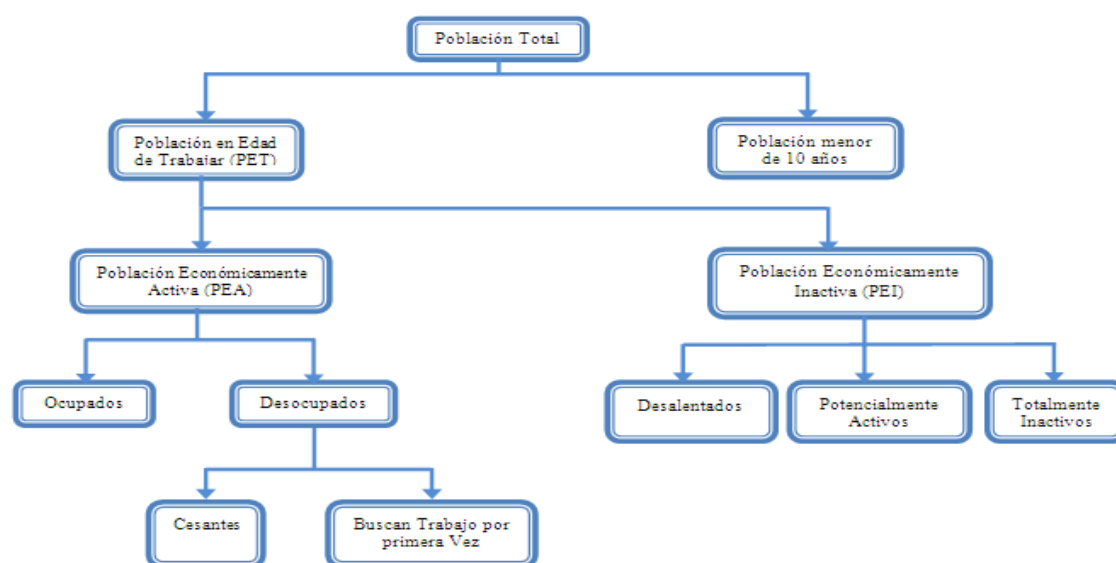 Población Total
Población en Edad
de Trabajar (PET)
Población menor
de 10 años
Población Económicamente
Activa (PEA)
Población Económicamente
Inactiva (PEI)
Ocupados
Desocupados
Desalentados
Potencialmente
Activos
Totalmente
Inactivos
Cesantes
Buscan Trabajo por
primera Vez